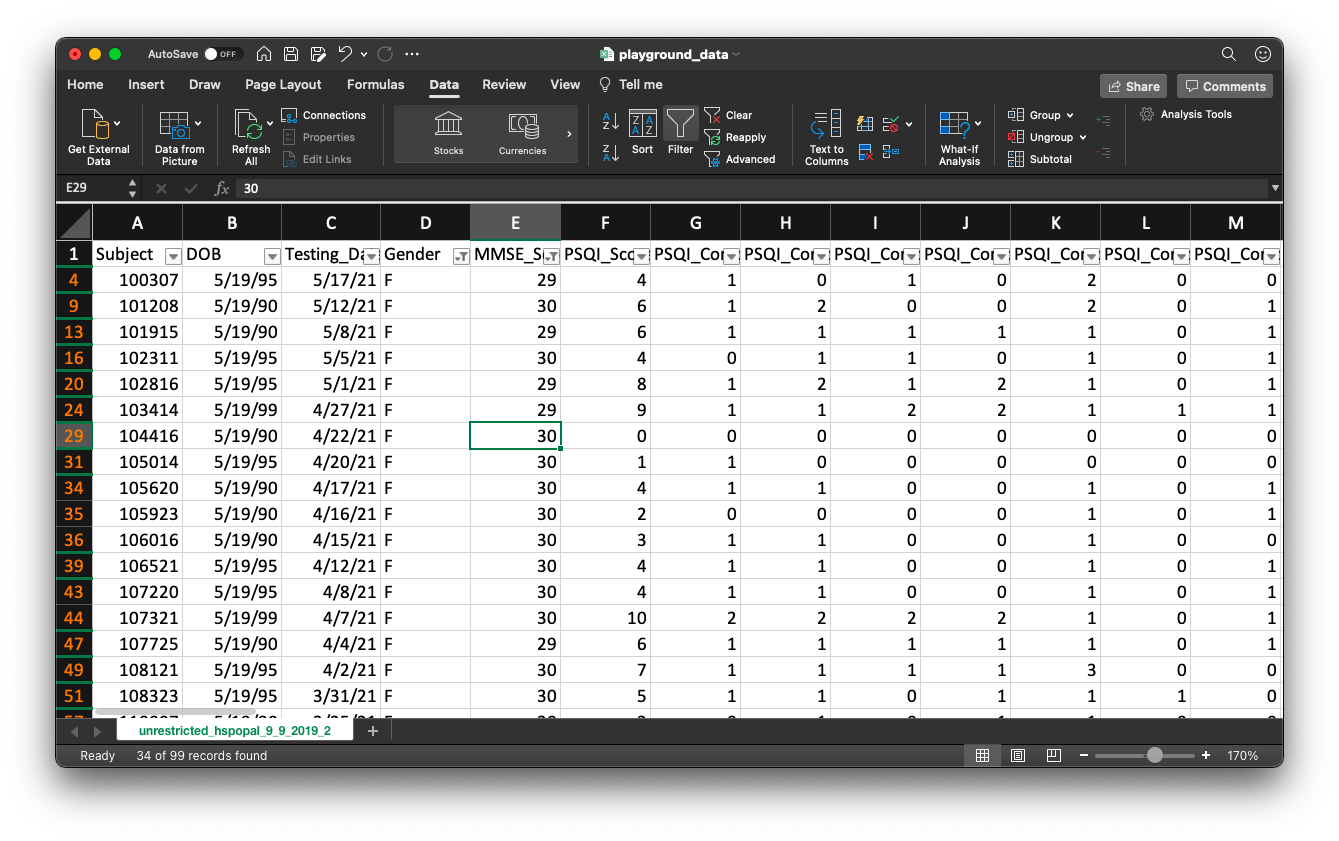 AutoSave OFF playground_data
Home Insert Draw Page Layout Formulas Data Review View Tell me Share Comments
Get External Data
Data from Picture
Refresh All
Connections
Properties
Edit Links
Stocks
Currencies
Sort
Filter
Clear
Reapply
Advanced
Text to Columns
What-If Analysis
Group
Ungroup
Subtotal
Analysis Tools
E29 fx 30
A B C D E F G H I J K L M
1 Subject DOB Testing_Da Gender MMSE_S PSQI_Sco PSQI_Co PSQI_Co PSQI_Co PSQI_Co PSQI_Co PSQI_Co PSQI_Co
4 100307 5/19/95 5/17/21 F 29 4 1 0 1 0 2 0 0
9 101208 5/19/90 5/12/21 F 30 6 1 2 0 0 2 0 1
13 101915 5/19/90 5/8/21 F 29 6 1 1 1 1 1 0 1
16 102311 5/19/95 5/5/21 F 30 4 0 1 1 0 1 0 1
20 102816 5/19/95 5/1/21 F 29 8 1 2 1 2 1 0 1
24 103414 5/19/99 4/27/21 F 29 9 1 1 2 2 1 1 1
29 104416 5/19/90 4/22/21 F 30 0 0 0 0 0 0 0 0
31 105014 5/19/95 4/20/21 F 30 1 1 0 0 0 0 0 0
34 105620 5/19/90 4/17/21 F 30 4 1 1 0 0 1 0 1
35 105923 5/19/90 4/16/21 F 30 2 0 0 0 0 1 0 1
36 106016 5/19/90 4/15/21 F 30 3 1 1 0 0 1 0 0
39 106521 5/19/95 4/12/21 F 30 4 1 1 0 0 1 0 1
43 107220 5/19/95 4/8/21 F 30 4 1 1 0 0 1 0 1
44 107321 5/19/99 4/7/21 F 30 10 2 2 2 2 1 0 1
47 107725 5/19/90 4/4/21 F 29 6 1 1 1 1 1 0 1
49 108121 5/19/95 4/2/21 F 30 7 1 1 1 1 3 0 0
51 108323 5/19/95 3/31/21 F 30 5 1 1 0 1 1 1 0
unrestricted_hspopal_9_9_2019_2
Ready 34 of 99 records found 170%